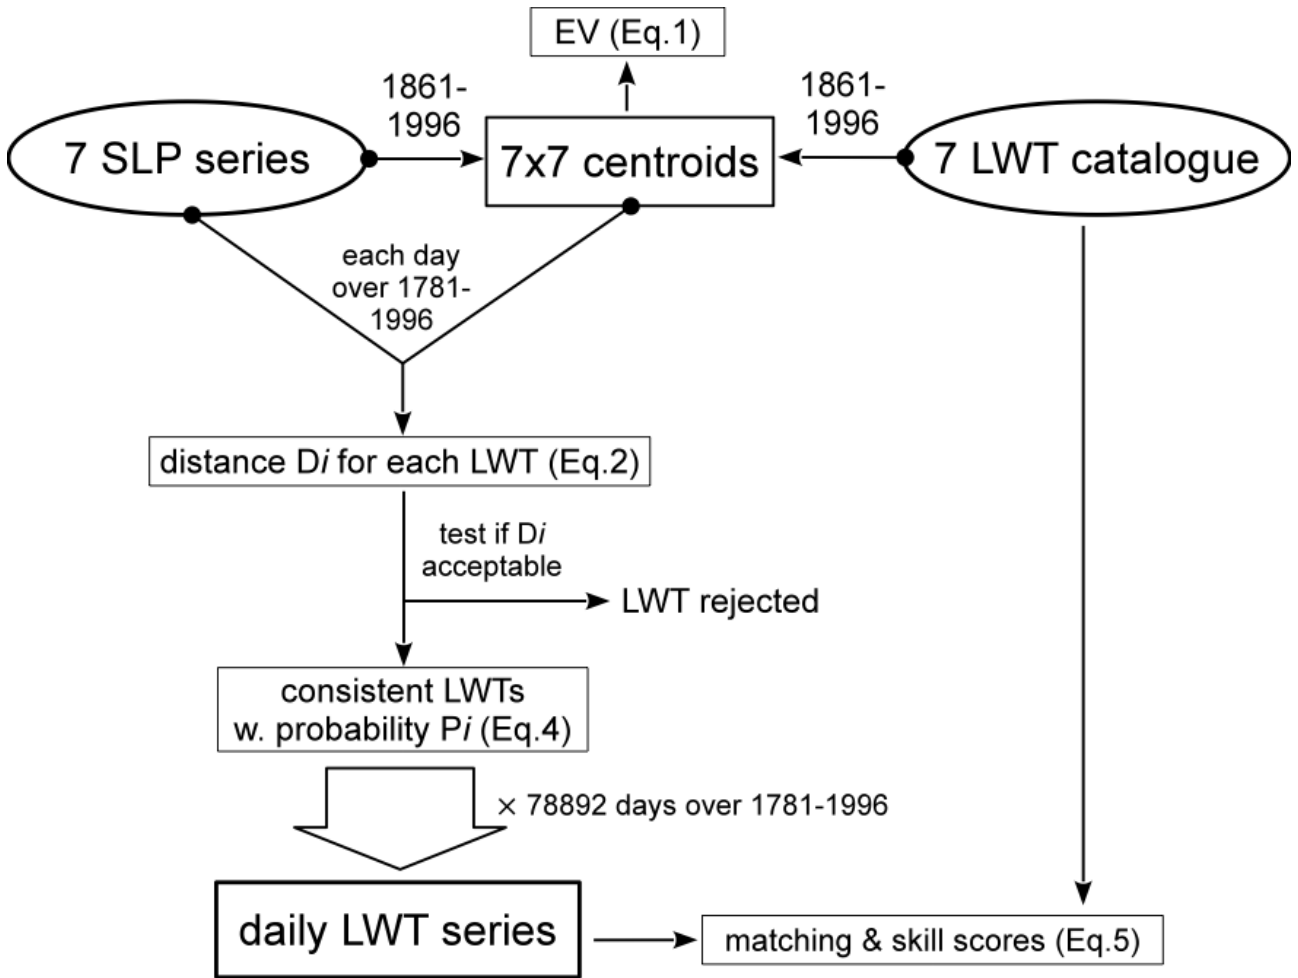 EV (Eq.1)
1861-
1996
1861-
1996
7 SLP series
7x7 centroids
7 LWT catalogue
each day
over 1781-
1996
distance Di for each LWT (Eq.2)
test if Di
acceptable
LWT rejected
consistent LWTs
w. probability Pi (Eq.4)
× 78892 days over 1781-1996
daily LWT series
matching & skill scores (Eq.5)